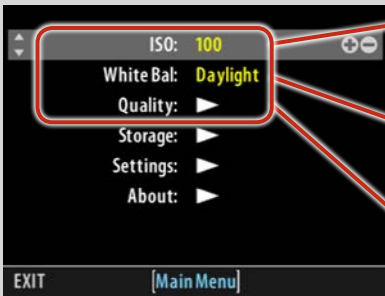 ISO: 100
White Bal: Daylight
Quality:
Storage:
Settings:
About:
EXIT [Main Menu]